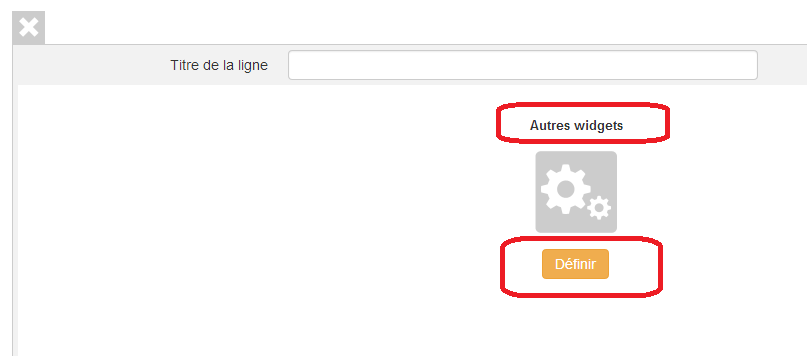 Titre de la ligne
Autres widgets
Définir